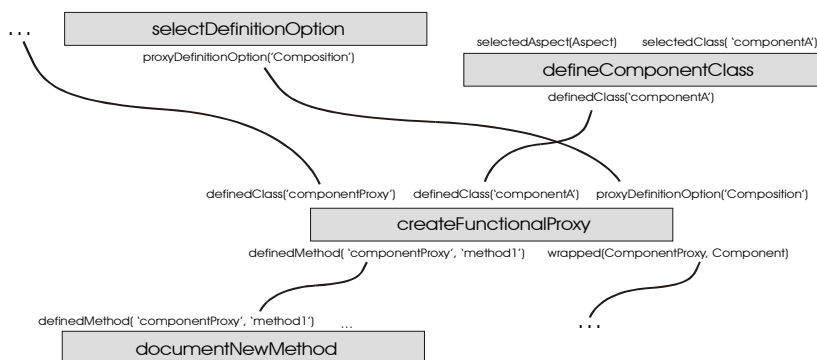 ...
selectDefinitionOption
proxyDefinitionOption('Composition')
selectedAspect(Aspect) selectedClass( 'componentA')
defineComponentClass
definedClass('componentA')
definedClass('componentProxy') definedClass('componentA') proxyDefinitionOption('Composition')
createFunctionalProxy
definedMethod( 'componentProxy', 'method1') wrapped(ComponentProxy, Component)
definedMethod( 'componentProxy', 'method1') ...
...
documentNewMethod